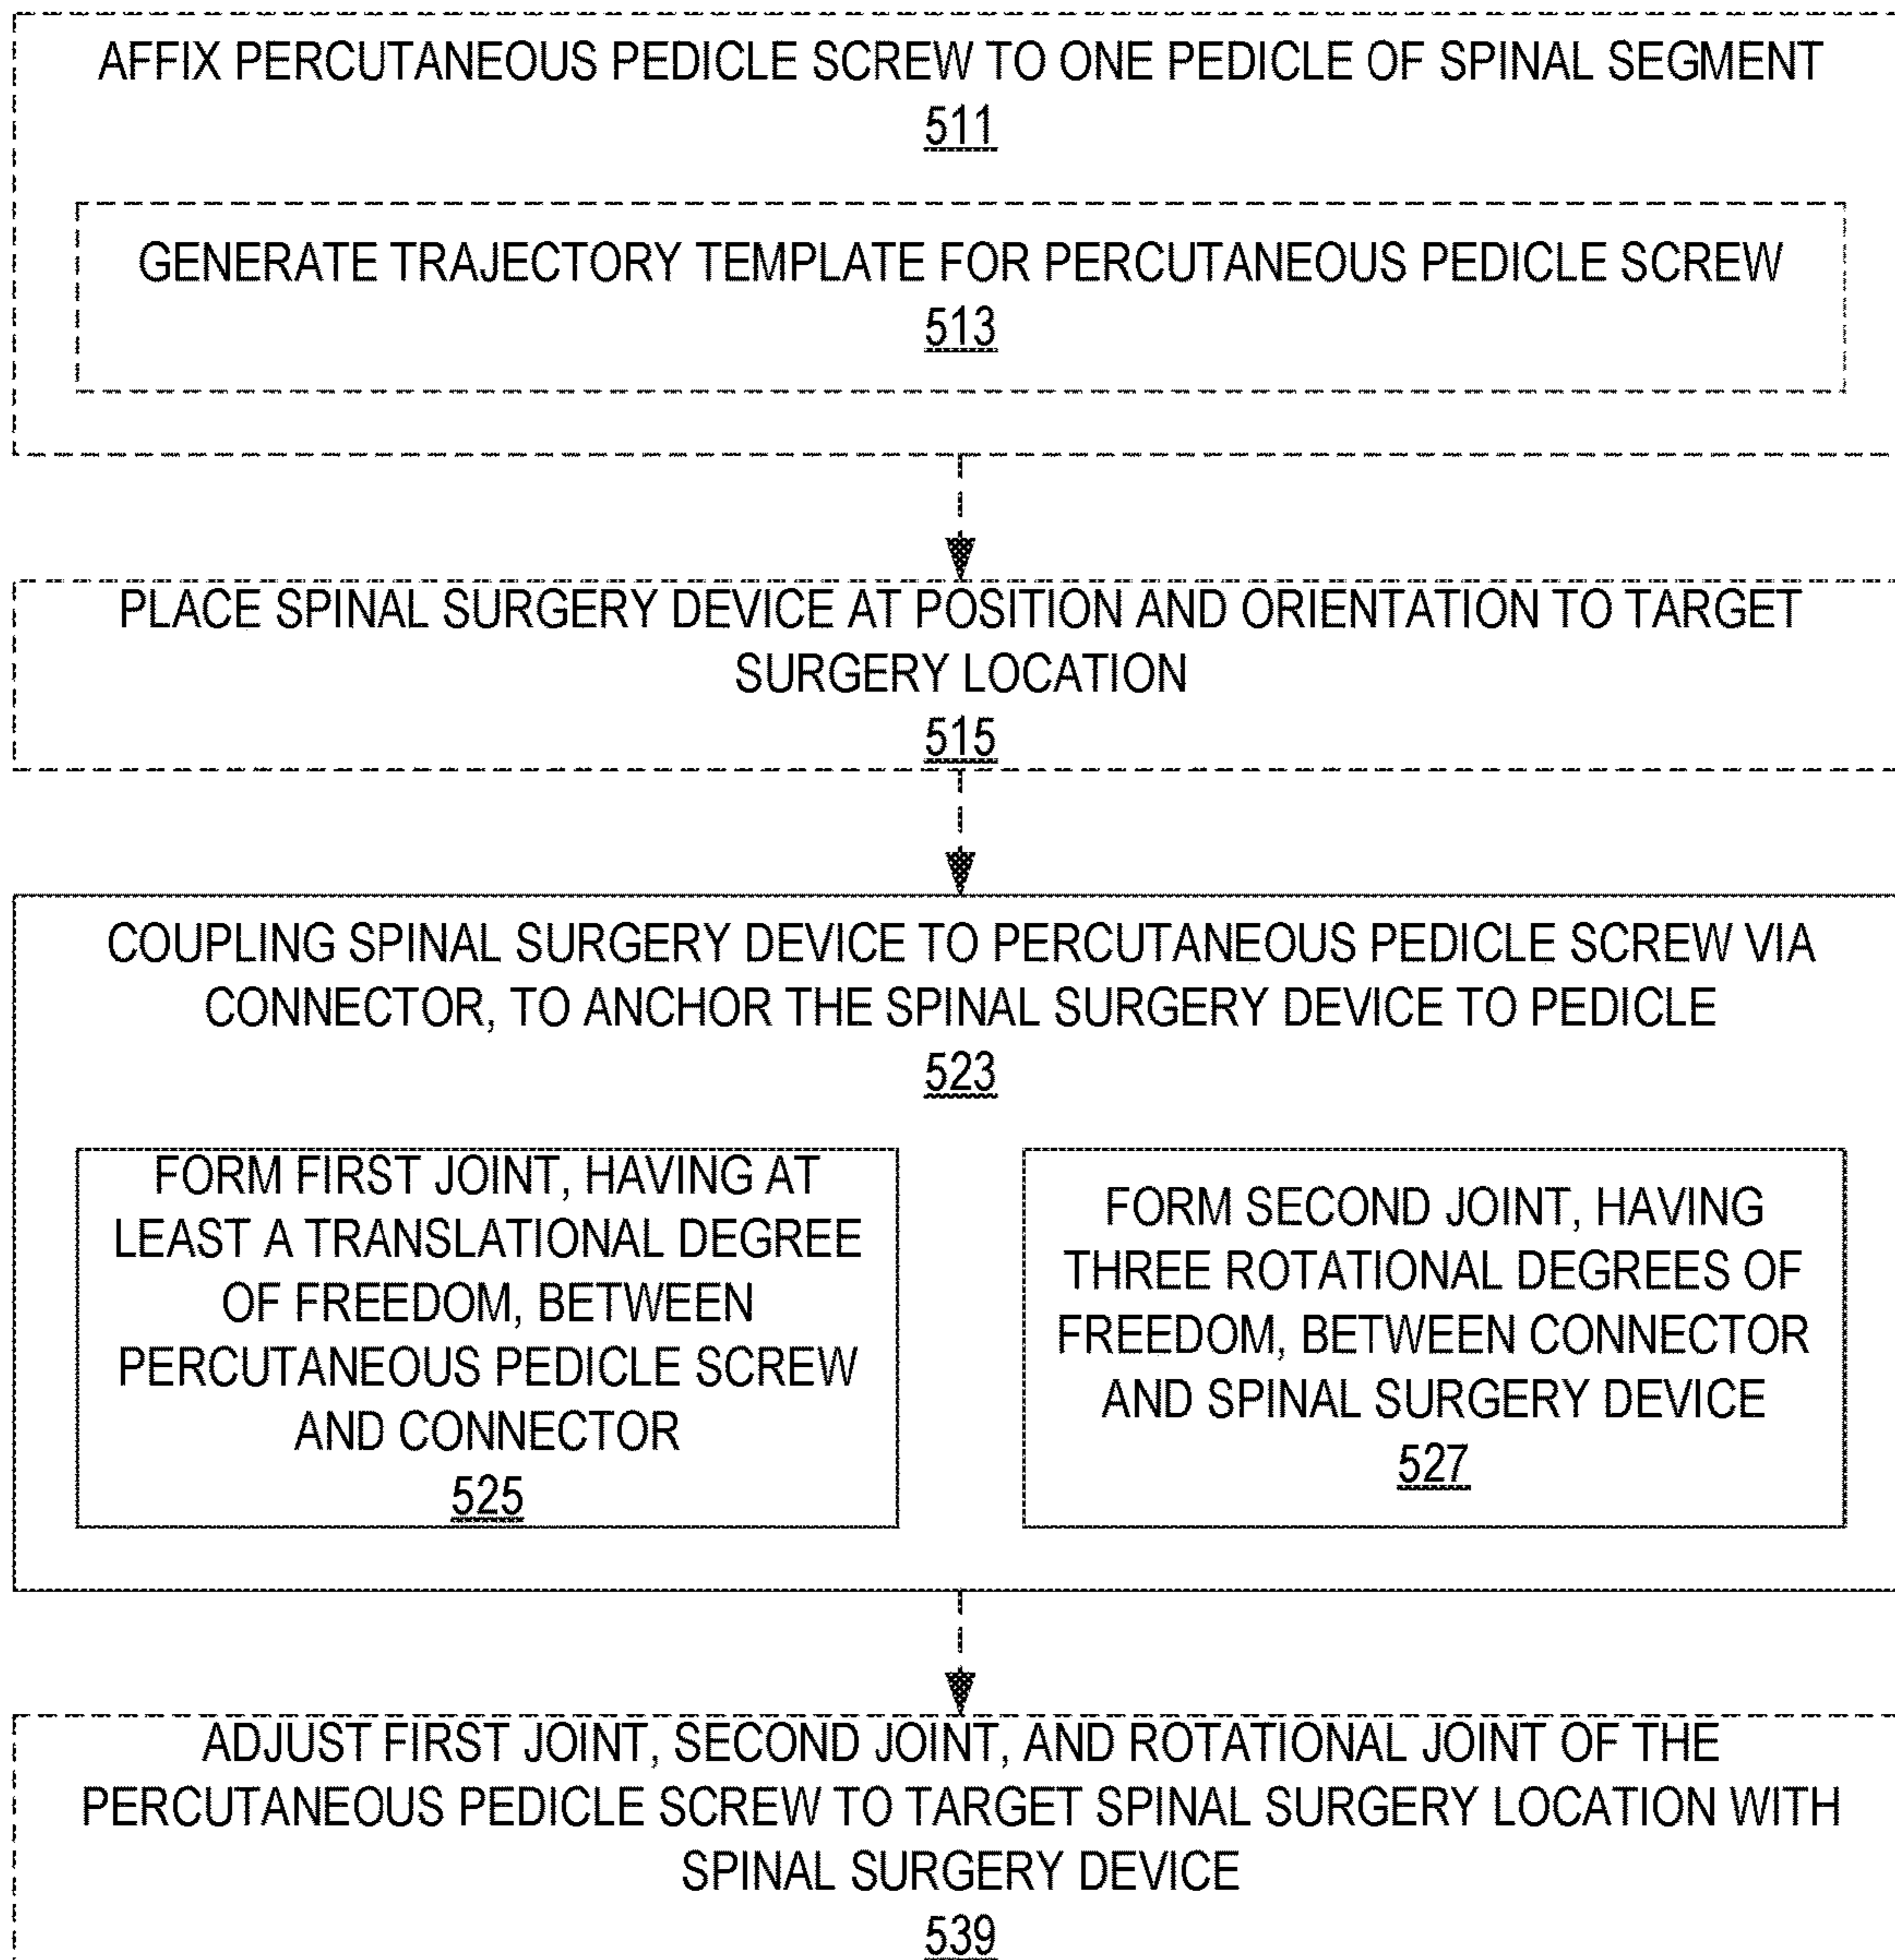 AFFIX PERCUTANEOUS PEDICLE SCREW TO ONE PEDICLE OF SPINAL SEGMENT
511
GENERATE TRAJECTORY TEMPLATE FOR PERCUTANEOUS PEDICLE SCREW
513
PLACE SPINAL SURGERY DEVICE AT POSITION AND ORIENTATION TO TARGET
SURGERY LOCATION
515
COUPLING SPINAL SURGERY DEVICE TO PERCUTANEOUS PEDICLE SCREW VIA
CONNECTOR, TO ANCHOR THE SPINAL SURGERY DEVICE TO PEDICLE
523
FORM FIRST JOINT, HAVING AT
LEAST A TRANSLATIONAL DEGREE
OF FREEDOM, BETWEEN
PERCUTANEOUS PEDICLE SCREW
AND CONNECTOR
525
FORM SECOND JOINT, HAVING
THREE ROTATIONAL DEGREES OF
FREEDOM, BETWEEN CONNECTOR
AND SPINAL SURGERY DEVICE
527
ADJUST FIRST JOINT, SECOND JOINT, AND ROTATIONAL JOINT OF THE
PERCUTANEOUS PEDICLE SCREW TO TARGET SPINAL SURGERY LOCATION WITH
SPINAL SURGERY DEVICE
539